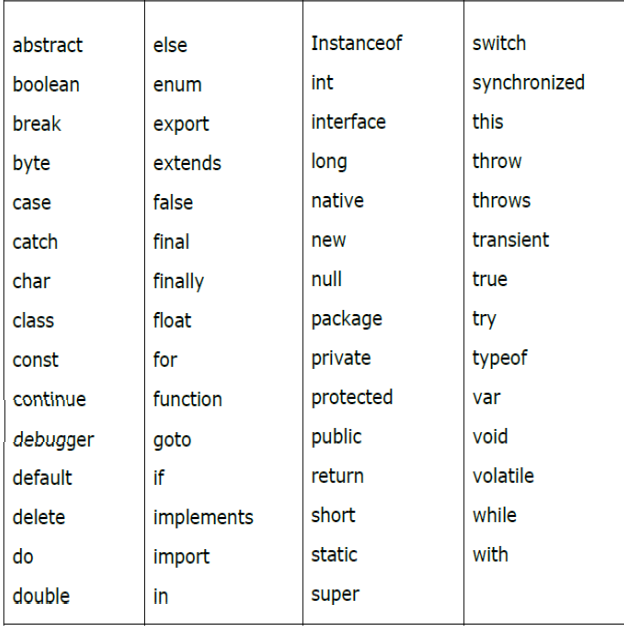 abstract else Instanceof switch
boolean enum int synchronized
break export interface this
byte extends long throw
case false native throws
catch final new transient
char finally null true
class float package try
const for private typeof
continue function protected var
debugger goto public void
default if return volatile
delete implements short while
do import static with
double in super